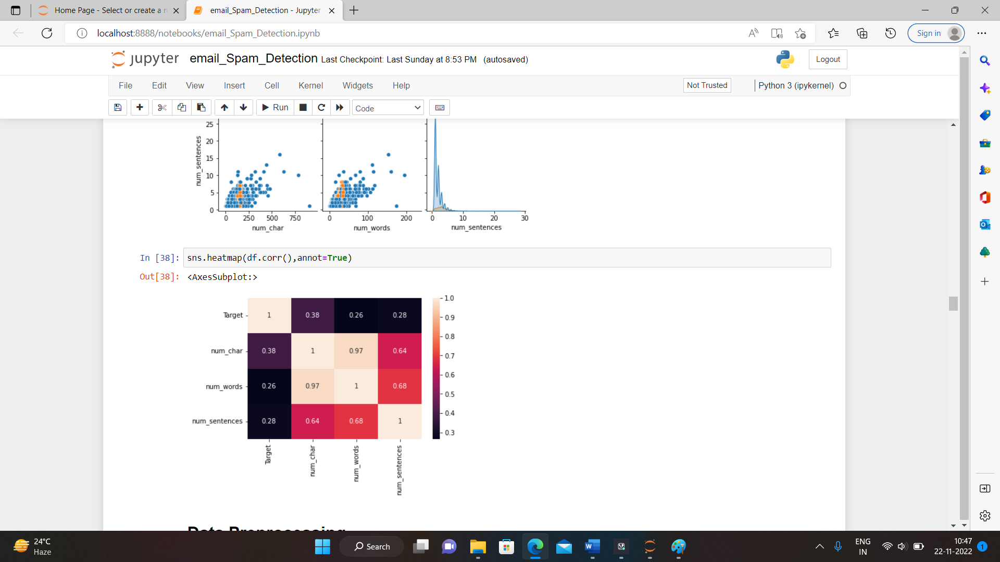 Home Page - Select or create a n
email_Spam_Detection - Jupyter
localhost:8888/notebooks/email_Spam_Detection.ipynb
Sign in
jupyter email_Spam_Detection Last Checkpoint: Last Sunday at 8:53 PM (autosaved)
Logout
File Edit View Insert Cell Kernel Widgets Help
Not Trusted
Python 3 (ipykernel)
Run
Code
num_sentences
25
20
15
10
5
0
0 250 500 750
num_char
0 100 200
num_words
0 10 20 30
num_sentences
In [38]: sns.heatmap(df.corr(),annot=True)
Out[38]: <AxesSubplot:>
Target 1 0.38 0.26 0.28
num_char 0.38 1 0.97 0.64
num_words 0.26 0.97 1 0.68
num_sentences 0.28 0.64 0.68 1
Target num_char num_words num_sentences
1.0
0.9
0.8
0.7
0.6
0.5
0.4
0.3
Data Preprocessing
24°C
Haze
Search
ENG
IN
10:47
22-11-2022
1